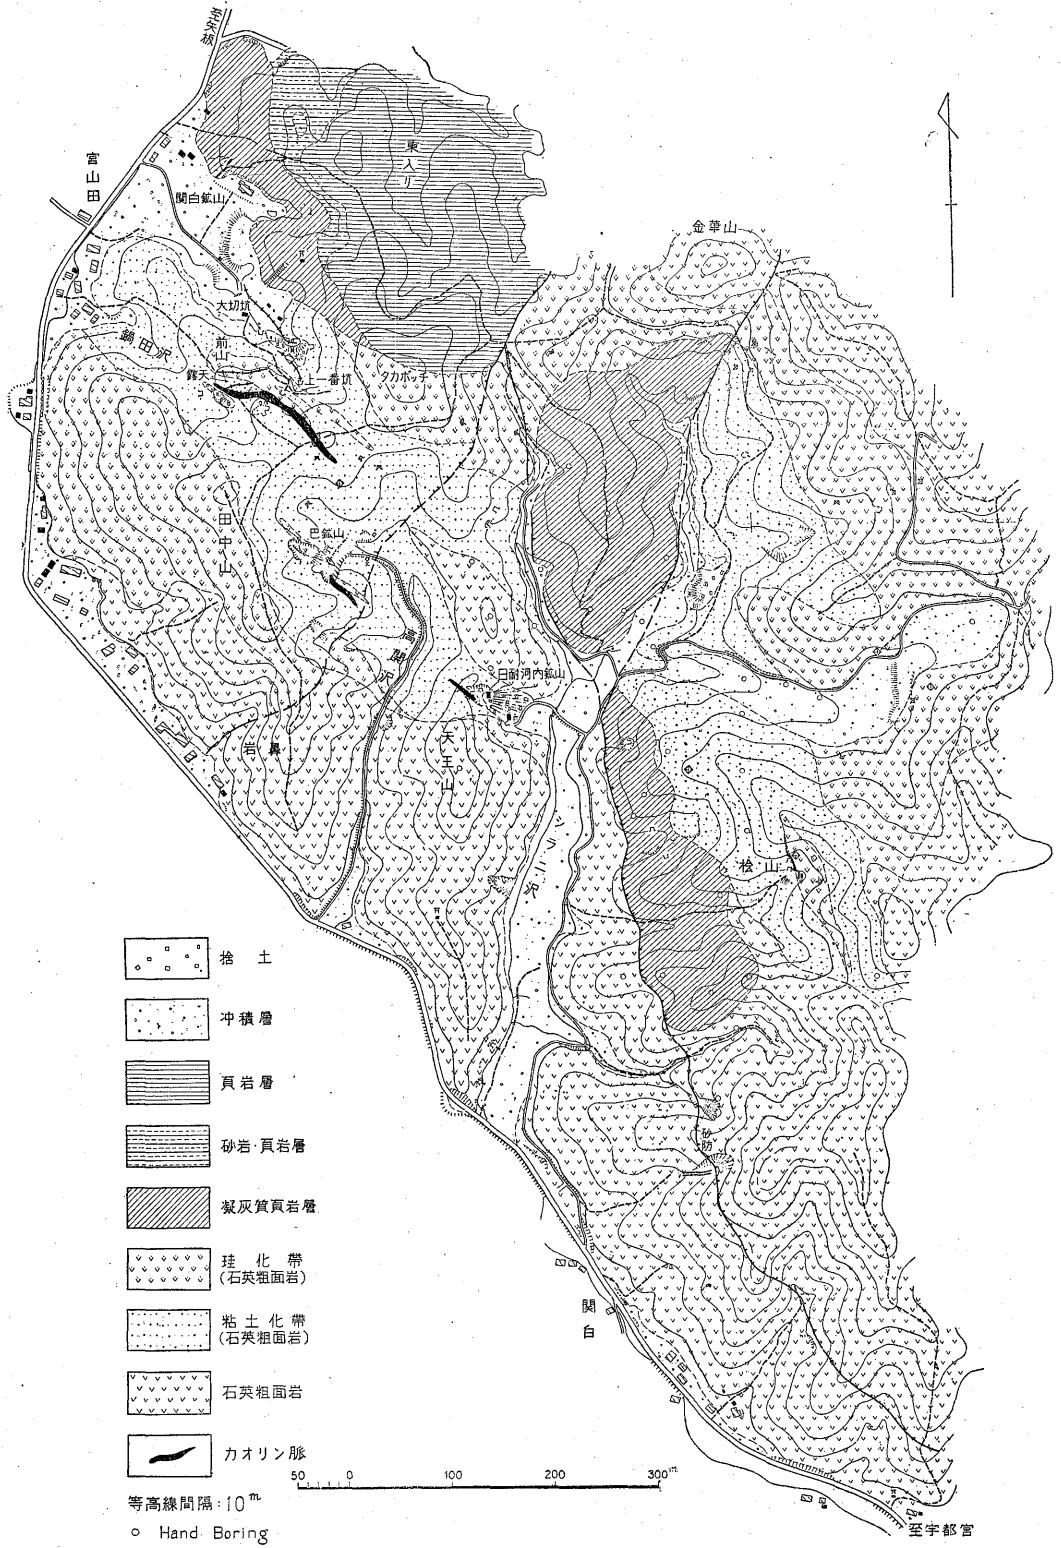 至矢板
宮山田
関白鉱山
東入リ
金華山
大切坑
鍋田沢
前山
露天
上一番坑
タカボッチ
田中山
巴鉱山
高関沢
日耐河内鉱山
天王山
岩鼻
桧山
砂防
関白
至宇都宮
捨土
冲積層
頁岩層
砂岩・頁岩層
凝灰質頁岩層
珪化帯
(石英粗面岩)
粘土化帯
(石英粗面岩)
石英粗面岩
カオリン脈
50 0 100 200 300m
等高線間隔:10m
Hand Boring